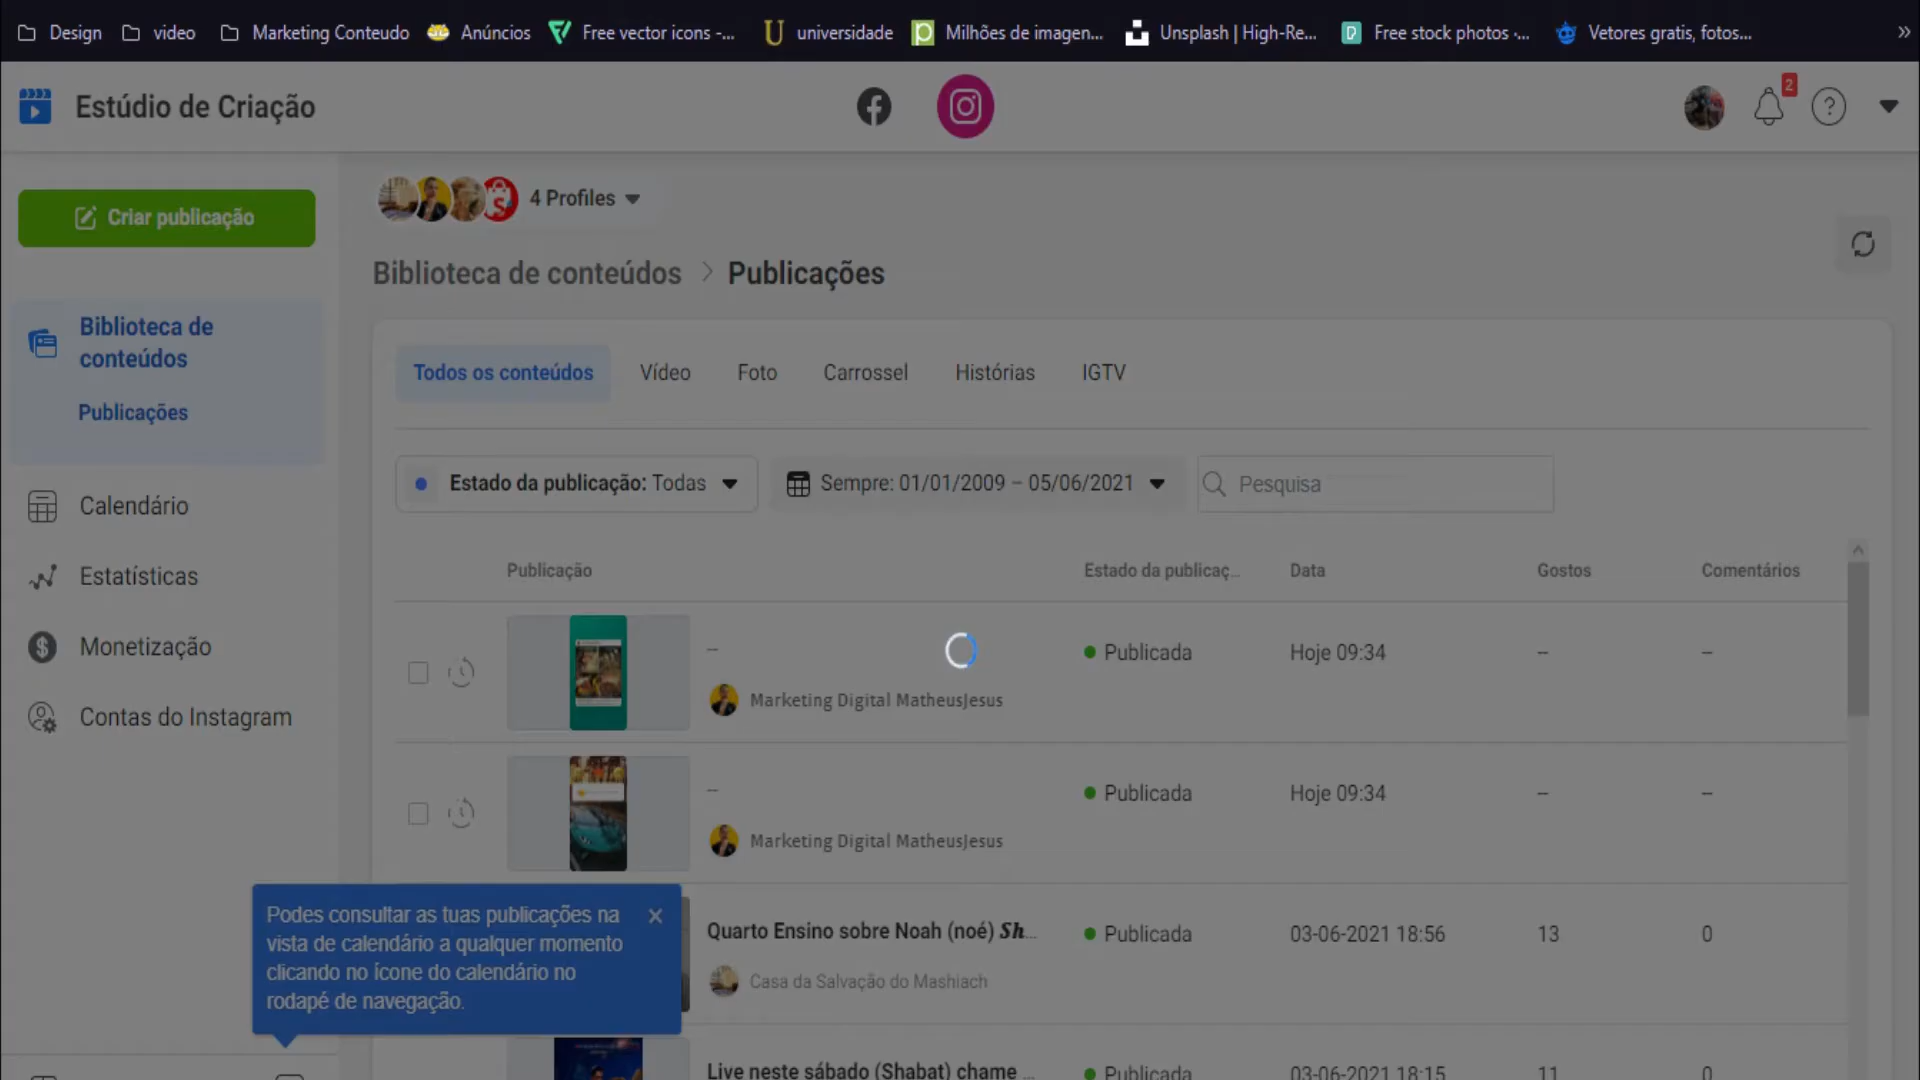 Design
video
Marketing Conteudo
Anúncios
Free vector icons -...
universidade
Milhões de imagen...
Unsplash | High-Re...
Free stock photos ·...
Vetores gratis, fotos...
»
Estúdio de Criação
2
Criar publicação
4 Profiles
Biblioteca de conteúdos > Publicações
Biblioteca de
conteúdos
Publicações
Calendário
Estatísticas
Monetização
Contas do Instagram
Todos os conteúdos
Vídeo
Foto
Carrossel
Histórias
IGTV
Estado da publicação: Todas
Sempre: 01/01/2009 – 05/06/2021
Pesquisa
Publicação
Estado da publicaç...
Data
Gostos
Comentários
–
Publicada
Hoje 09:34
–
–
Marketing Digital MatheusJesus
–
Publicada
Hoje 09:34
–
–
Marketing Digital MatheusJesus
Quarto Ensino sobre Noah (noé) Sh...
Publicada
03-06-2021 18:56
13
0
Casa da Salvação do Mashiach
Podes consultar as tuas publicações na
vista de calendário a qualquer momento
clicando no ícone do calendário no
rodapé de navegação.
Live neste sábado (Shabat) chame ...
Publicada
03-06-2021 18:15
11
0